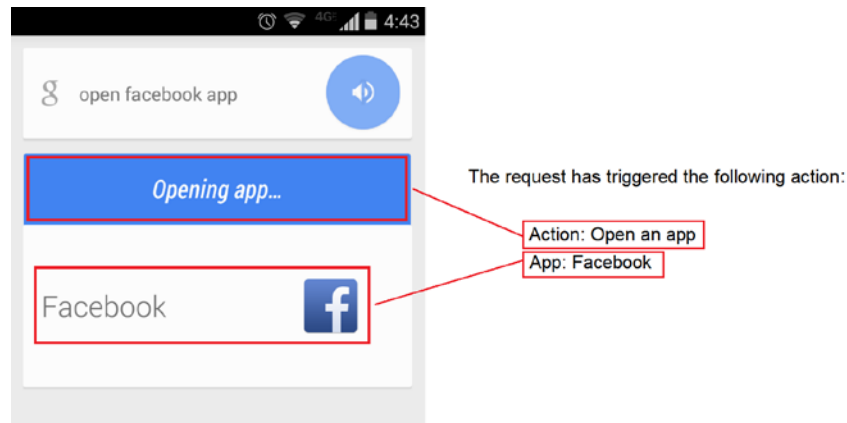 4G 4:43
g open facebook app
Opening app...
The request has triggered the following action:
Action: Open an app
App: Facebook
Facebook f